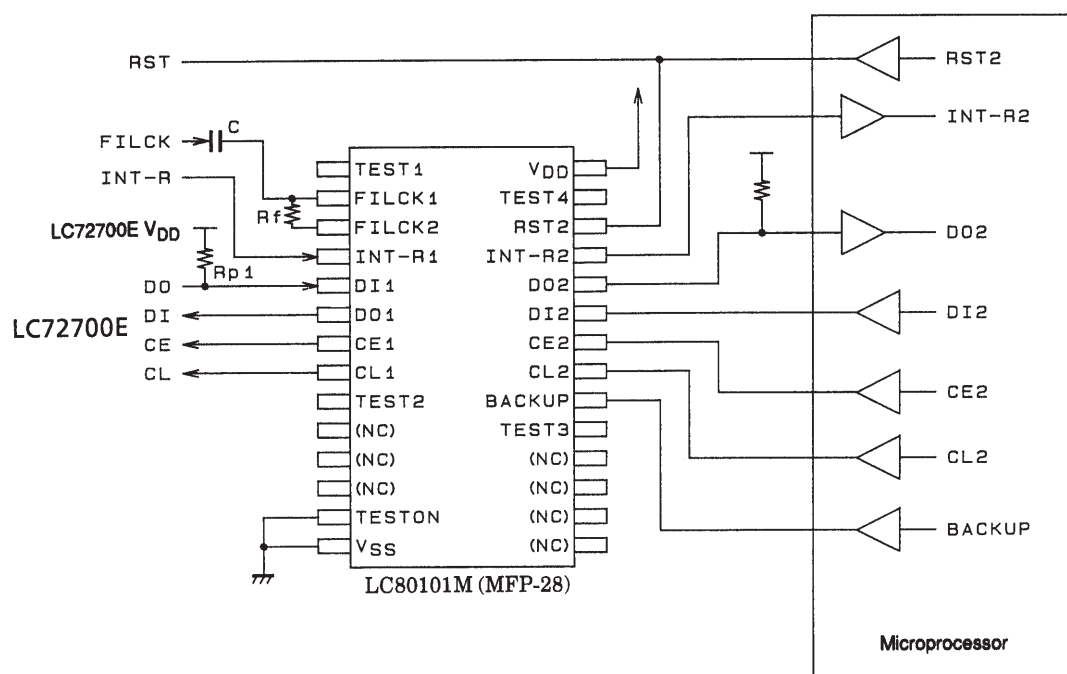 RST
RST2
INT-R2
FILCK
C
INT-R
LC72700E VDD
Rf
Rp1
DO
DI
LC72700E
CE
CL
TEST1
FILCK1
FILCK2
INT-R1
DI1
DO1
CE1
CL1
TEST2
(NC)
(NC)
(NC)
TESTON
VSS
VDD
TEST4
RST2
INT-R2
DO2
DI2
CE2
CL2
BACKUP
TEST3
(NC)
(NC)
(NC)
(NC)
LC80101M (MFP-28)
DO2
DI2
CE2
CL2
BACKUP
Microprocessor